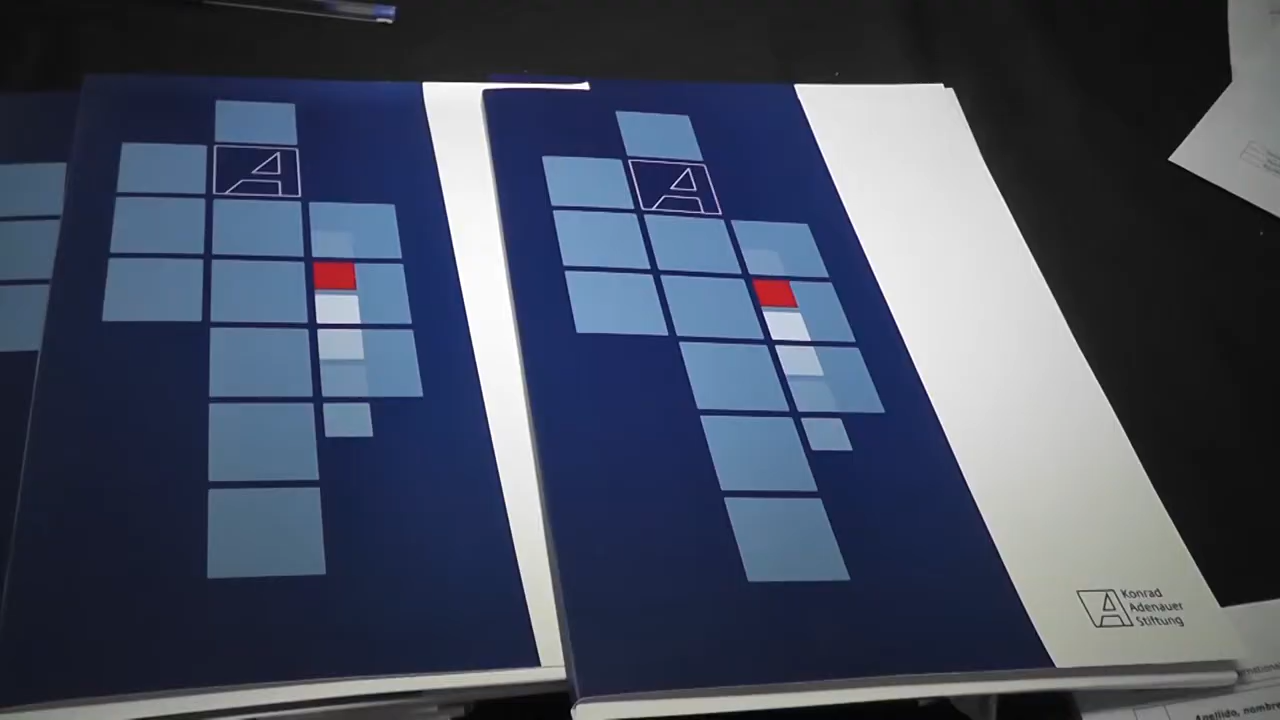 A
A
A
Konrad
Adenauer
Stiftung
Apellido, nombre